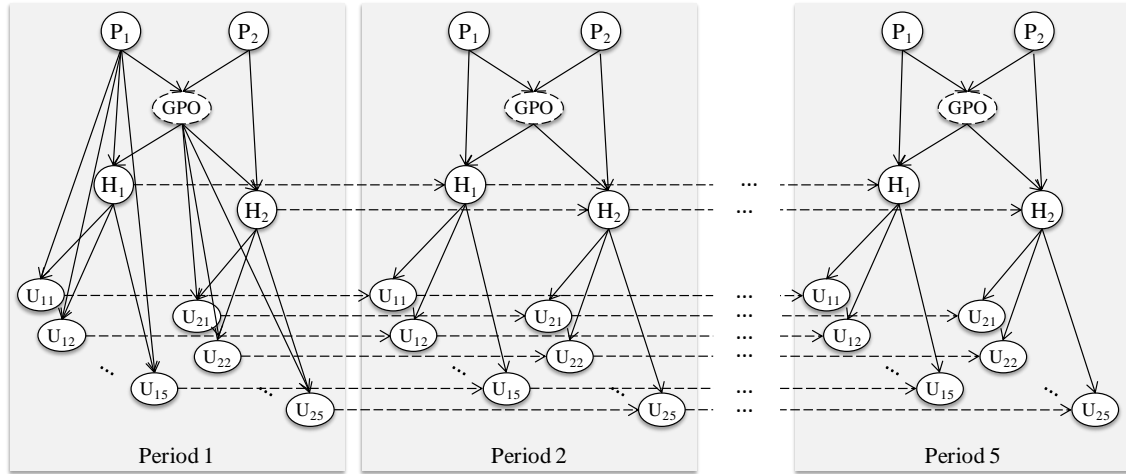 P1 P2 P1 P2 P1 P2
GPO GPO GPO
H1 H1 ... H1
H2 H2 ... H2
U11 U11 ... U11
U21 U21 ... U21
U12 U12 ... U12
U22 U22 ... U22
... U15 ... U15 ... U15
... U25 ... U25 ... U25
Period 1 Period 2 Period 5